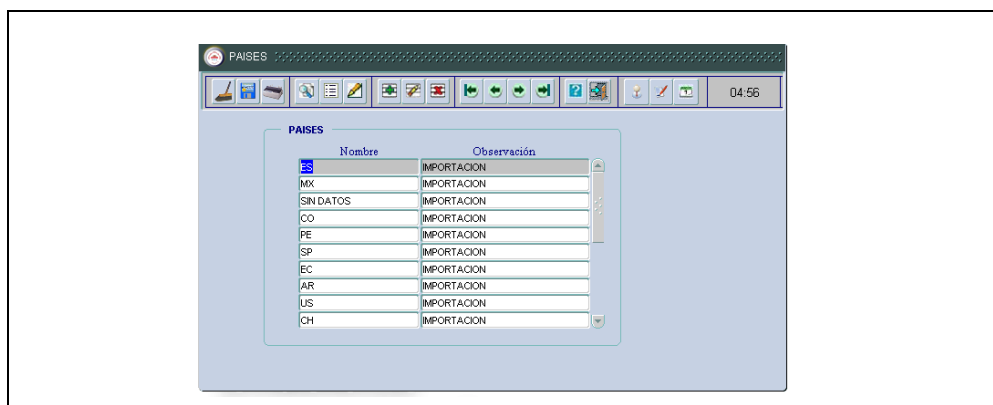 PAISES
04:56
PAISES
Nombre Observación
ES IMPORTACION
MX IMPORTACION
SIN DATOS IMPORTACION
CO IMPORTACION
PE IMPORTACION
SP IMPORTACION
EC IMPORTACION
AR IMPORTACION
US IMPORTACION
CH IMPORTACION